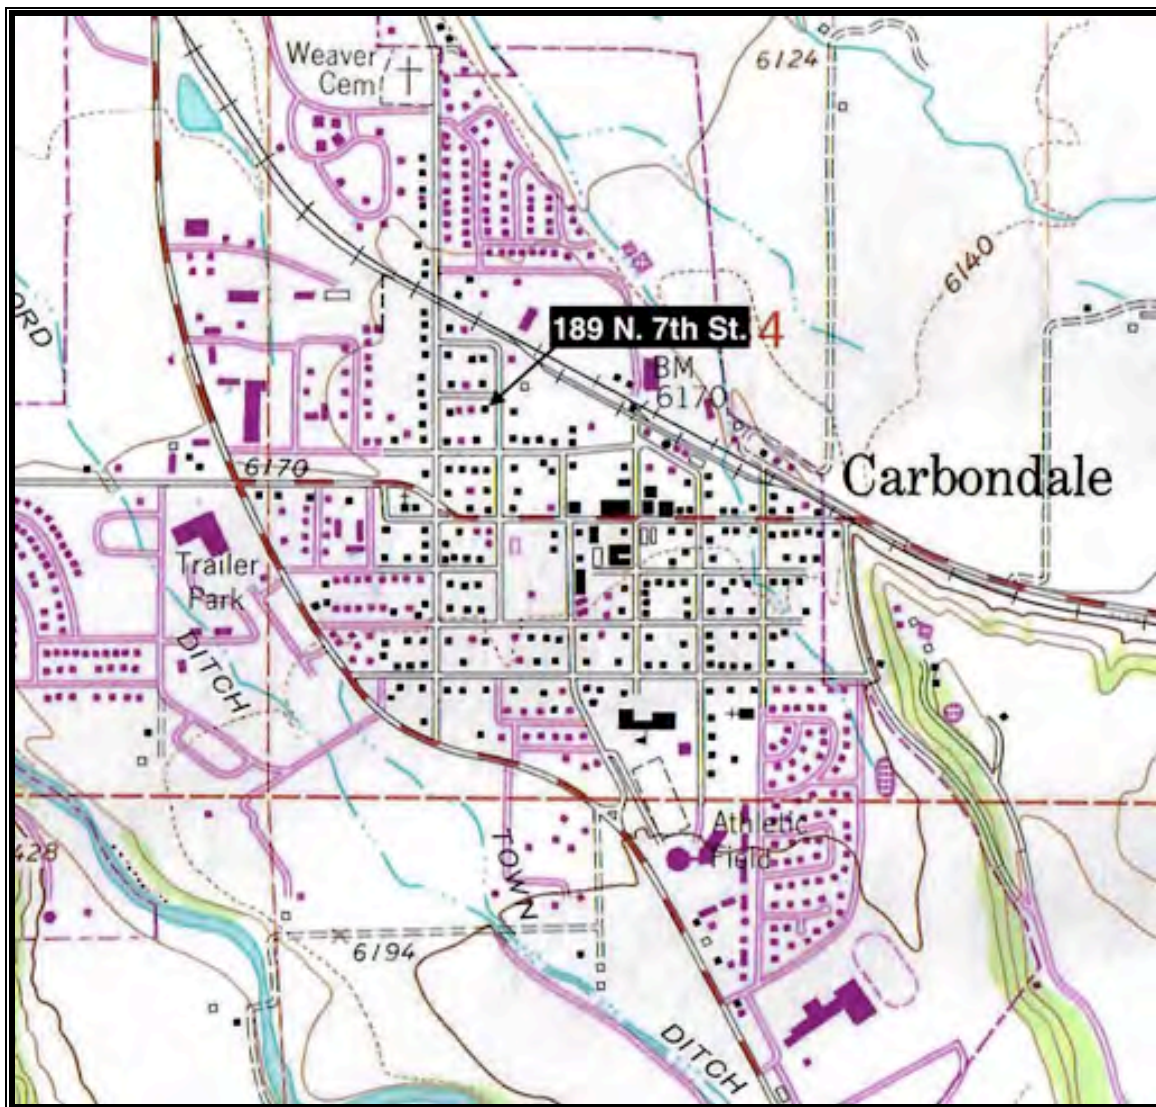 Weaver
Cem
6124
ORD
6140
189 N. 7th St.
4
BM
6170
6170
Carbondale
Trailer
Park
DITCH
Athletic
Field
428
TOWN
6194
DITCH